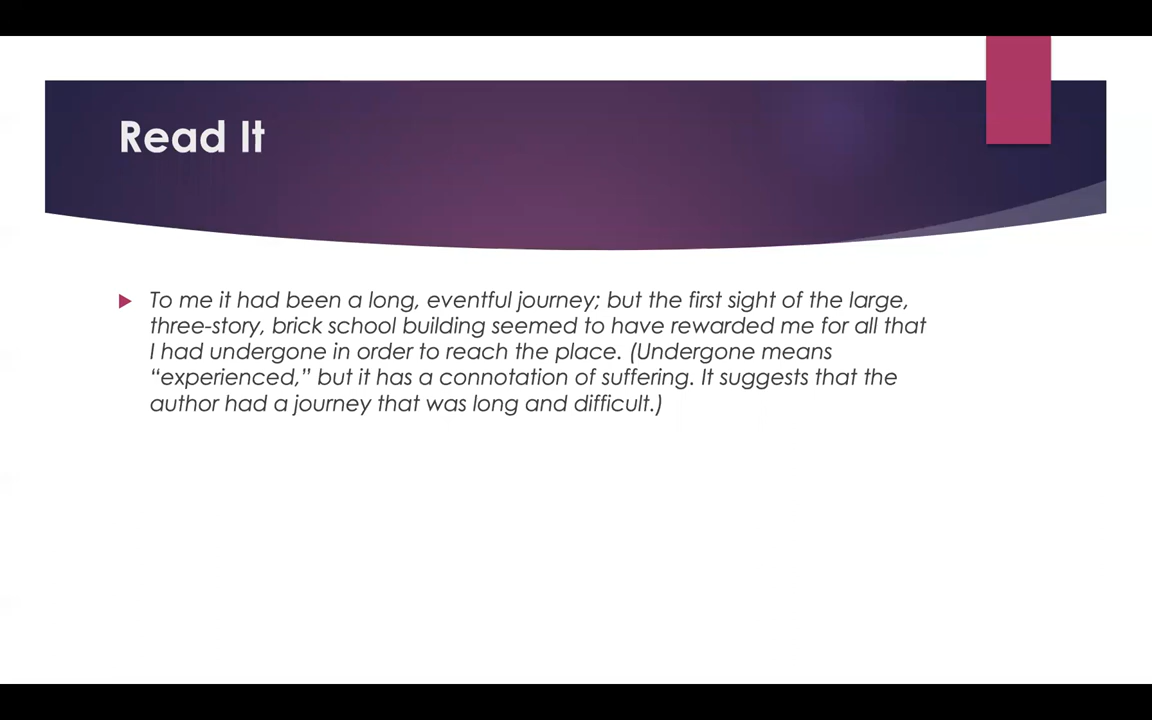 Read It
To me it had been a long, eventful journey; but the first sight of the large,
three-story, brick school building seemed to have rewarded me for all that
I had undergone in order to reach the place. (Undergone means
“experienced,” but it has a connotation of suffering. It suggests that the
author had a journey that was long and difficult.)